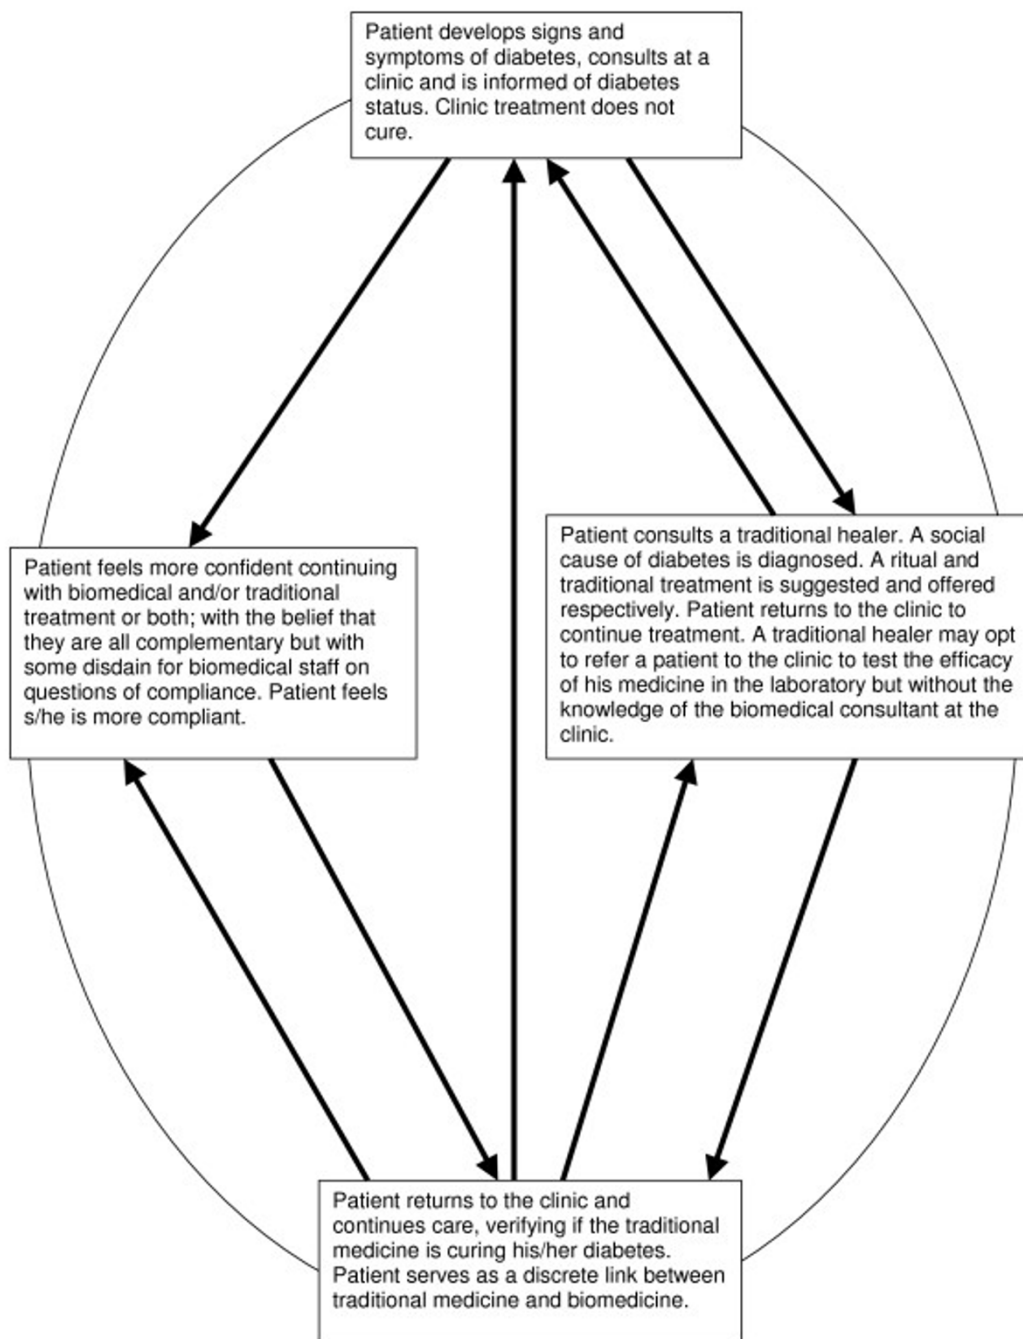 Patient develops signs and
symptoms of diabetes, consults at a
clinic and is informed of diabetes
status. Clinic treatment does not
cure.
Patient feels more confident continuing
with biomedical and/or traditional
treatment or both; with the belief that
they are all complementary but with
some disdain for biomedical staff on
questions of compliance. Patient feels
s/he is more compliant.
Patient consults a traditional healer. A social
cause of diabetes is diagnosed. A ritual and
traditional treatment is suggested and offered
respectively. Patient returns to the clinic to
continue treatment. A traditional healer may opt
to refer a patient to the clinic to test the efficacy
of his medicine in the laboratory but without the
knowledge of the biomedical consultant at the
clinic.
Patient returns to the clinic and
continues care, verifying if the traditional
medicine is curing his/her diabetes.
Patient serves as a discrete link between
traditional medicine and biomedicine.